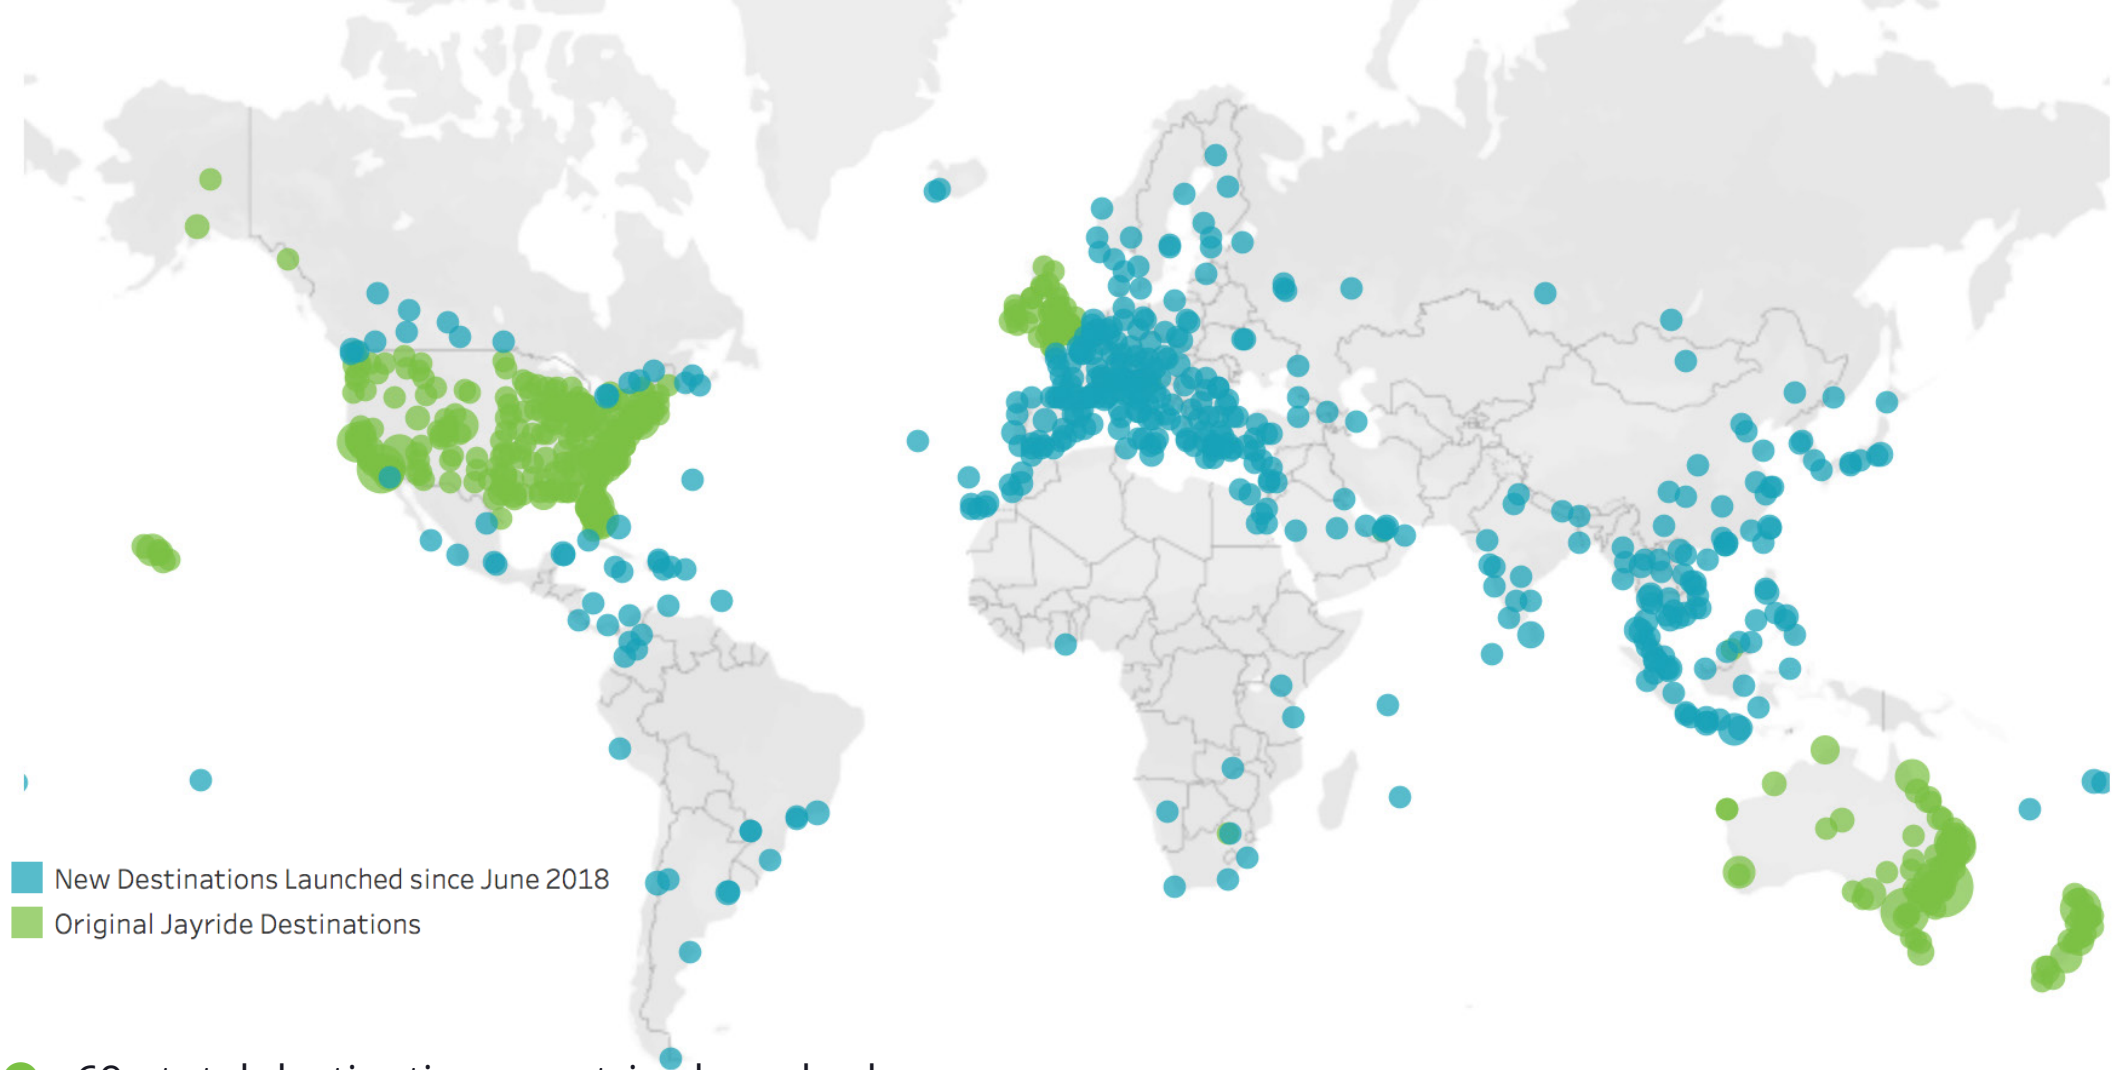 New Destinations Launched since June 2018
Original Jayride Destinations